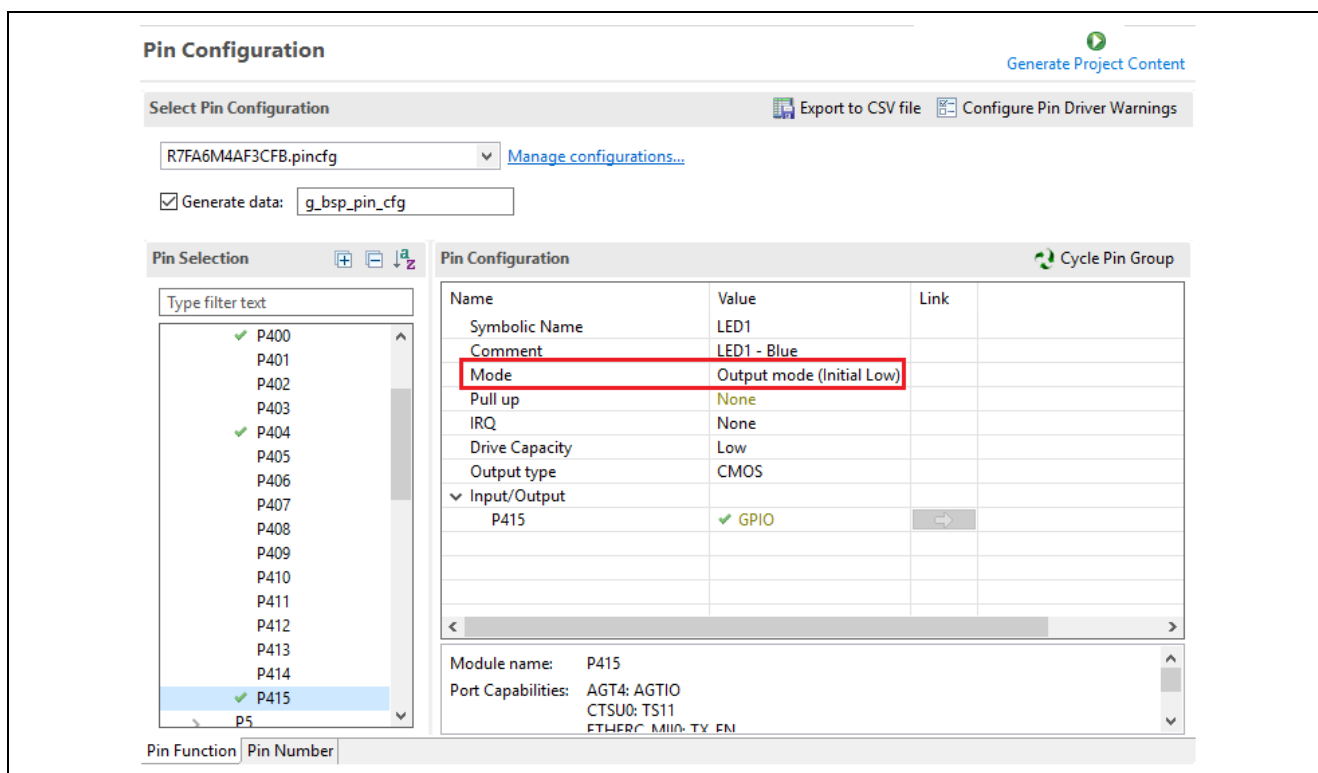 Pin Configuration
Generate Project Content
Select Pin Configuration
Export to CSV file
Configure Pin Driver Warnings
R7FA6M4AF3CFB.pincfg
Manage configurations...
Generate data: g_bsp_pin_cfg
Pin Selection
Pin Configuration
Cycle Pin Group
Type filter text
P400
P401
P402
P403
P404
P405
P406
P407
P408
P409
P410
P411
P412
P413
P414
P415
P5
Name Value Link
Symbolic Name LED1
Comment LED1 - Blue
Mode Output mode (Initial Low)
Pull up None
IRQ None
Drive Capacity Low
Output type CMOS
Input/Output
P415 GPIO
Module name: P415
Port Capabilities: AGT4: AGTIO
CTSU0: TS11
ETHERC_MII0: TX_EN
Pin Function Pin Number